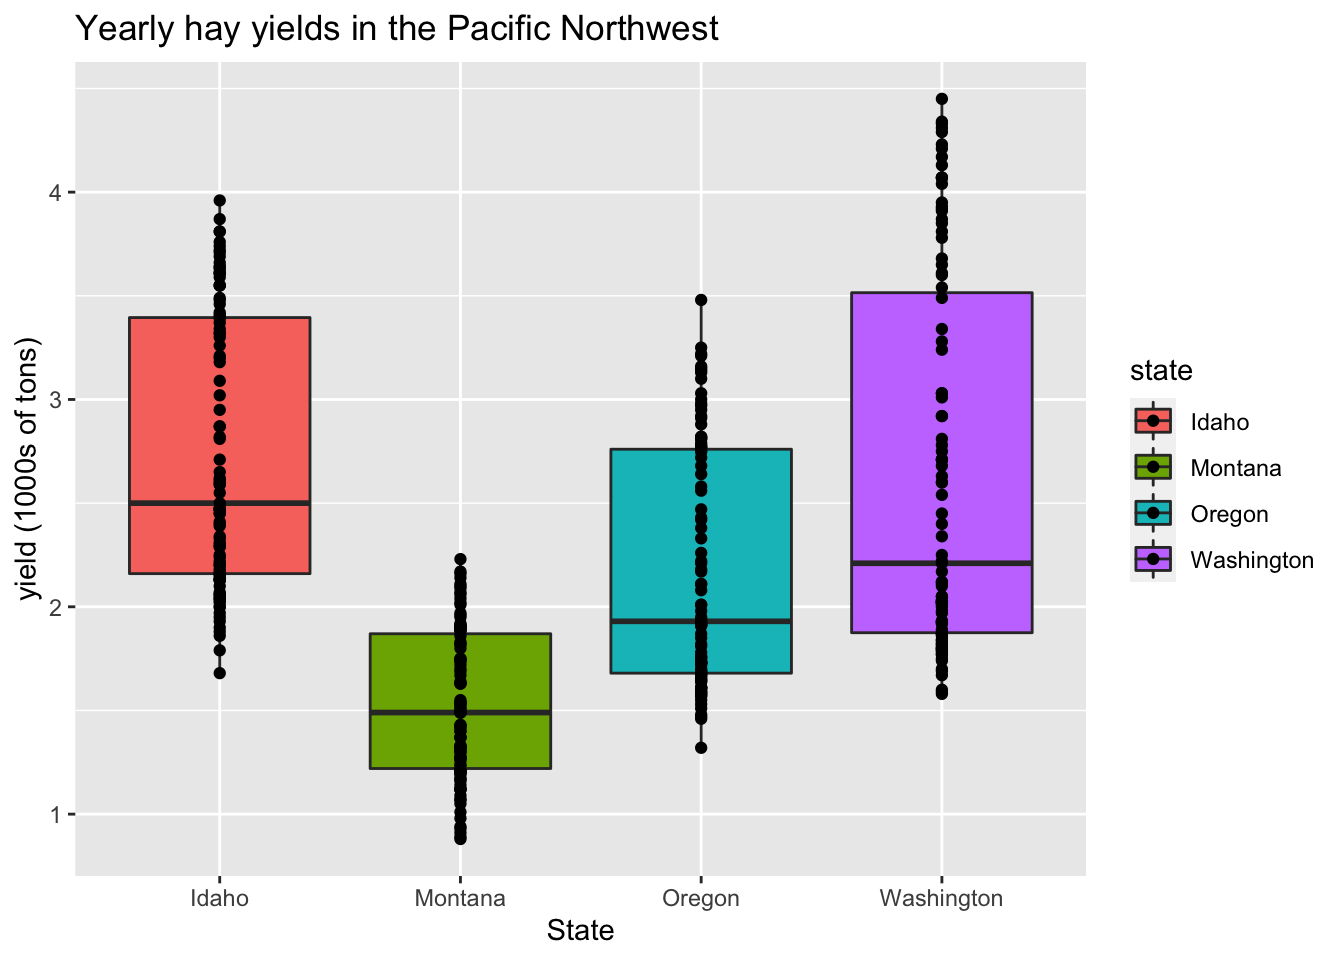 Yearly hay yields in the Pacific Northwest
yield (1000s of tons)
4
3
2
1
Idaho
Montana
Oregon
Washington
State
state
Idaho
Montana
Oregon
Washington